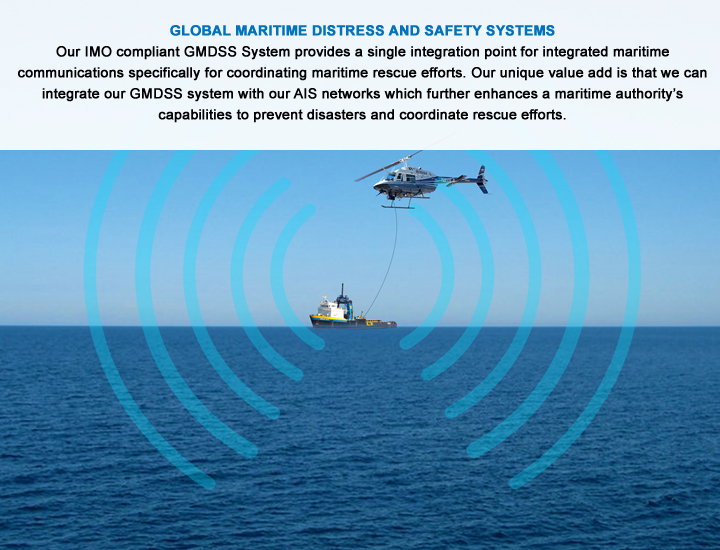 GLOBAL MARITIME DISTRESS AND SAFETY SYSTEMS
Our IMO compliant GMDSS System provides a single integration point for integrated maritime
communications specifically for coordinating maritime rescue efforts. Our unique value add is that we can
integrate our GMDSS system with our AIS networks which further enhances a maritime authority's
capabilities to prevent disasters and coordinate rescue efforts.